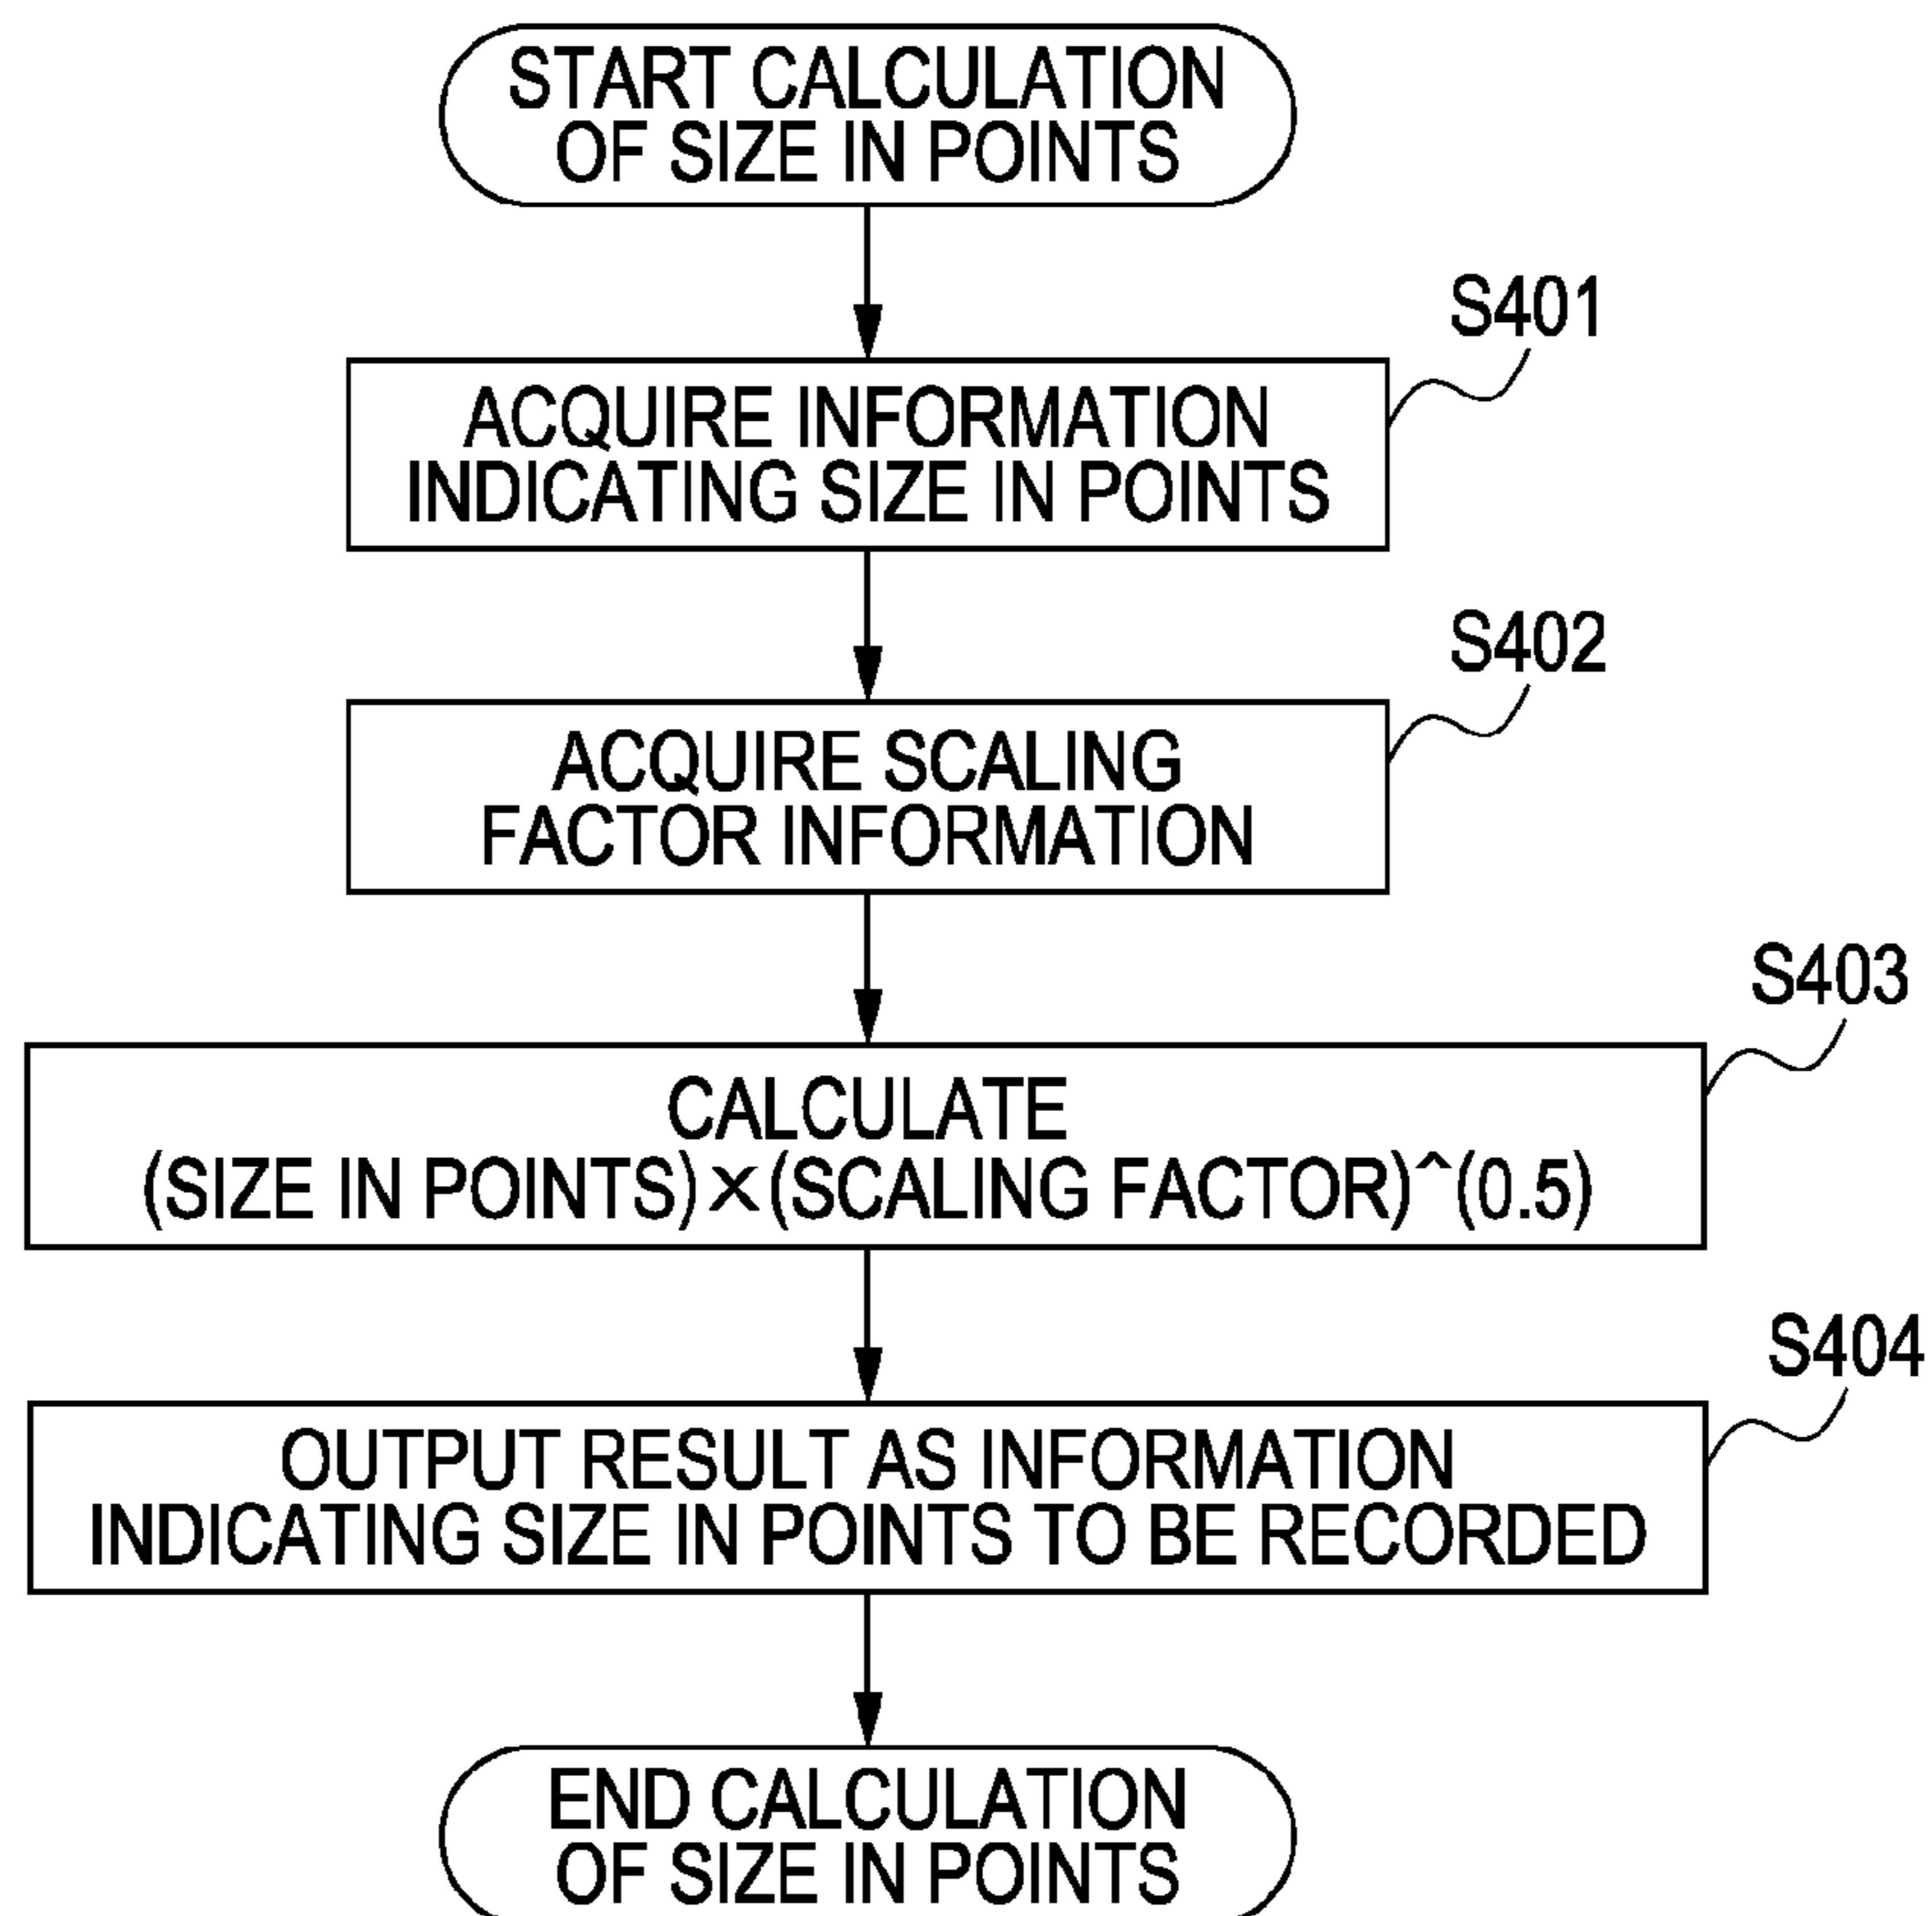 START CALCULATION
OF SIZE IN POINTS
S401
ACQUIRE INFORMATION
INDICATING SIZE IN POINTS
S402
ACQUIRE SCALING
FACTOR INFORMATION
S403
CALCULATE
(SIZE IN POINTS)×(SCALING FACTOR)^(0.5)
S404
OUTPUT RESULT AS INFORMATION
INDICATING SIZE IN POINTS TO BE RECORDED
END CALCULATION
OF SIZE IN POINTS